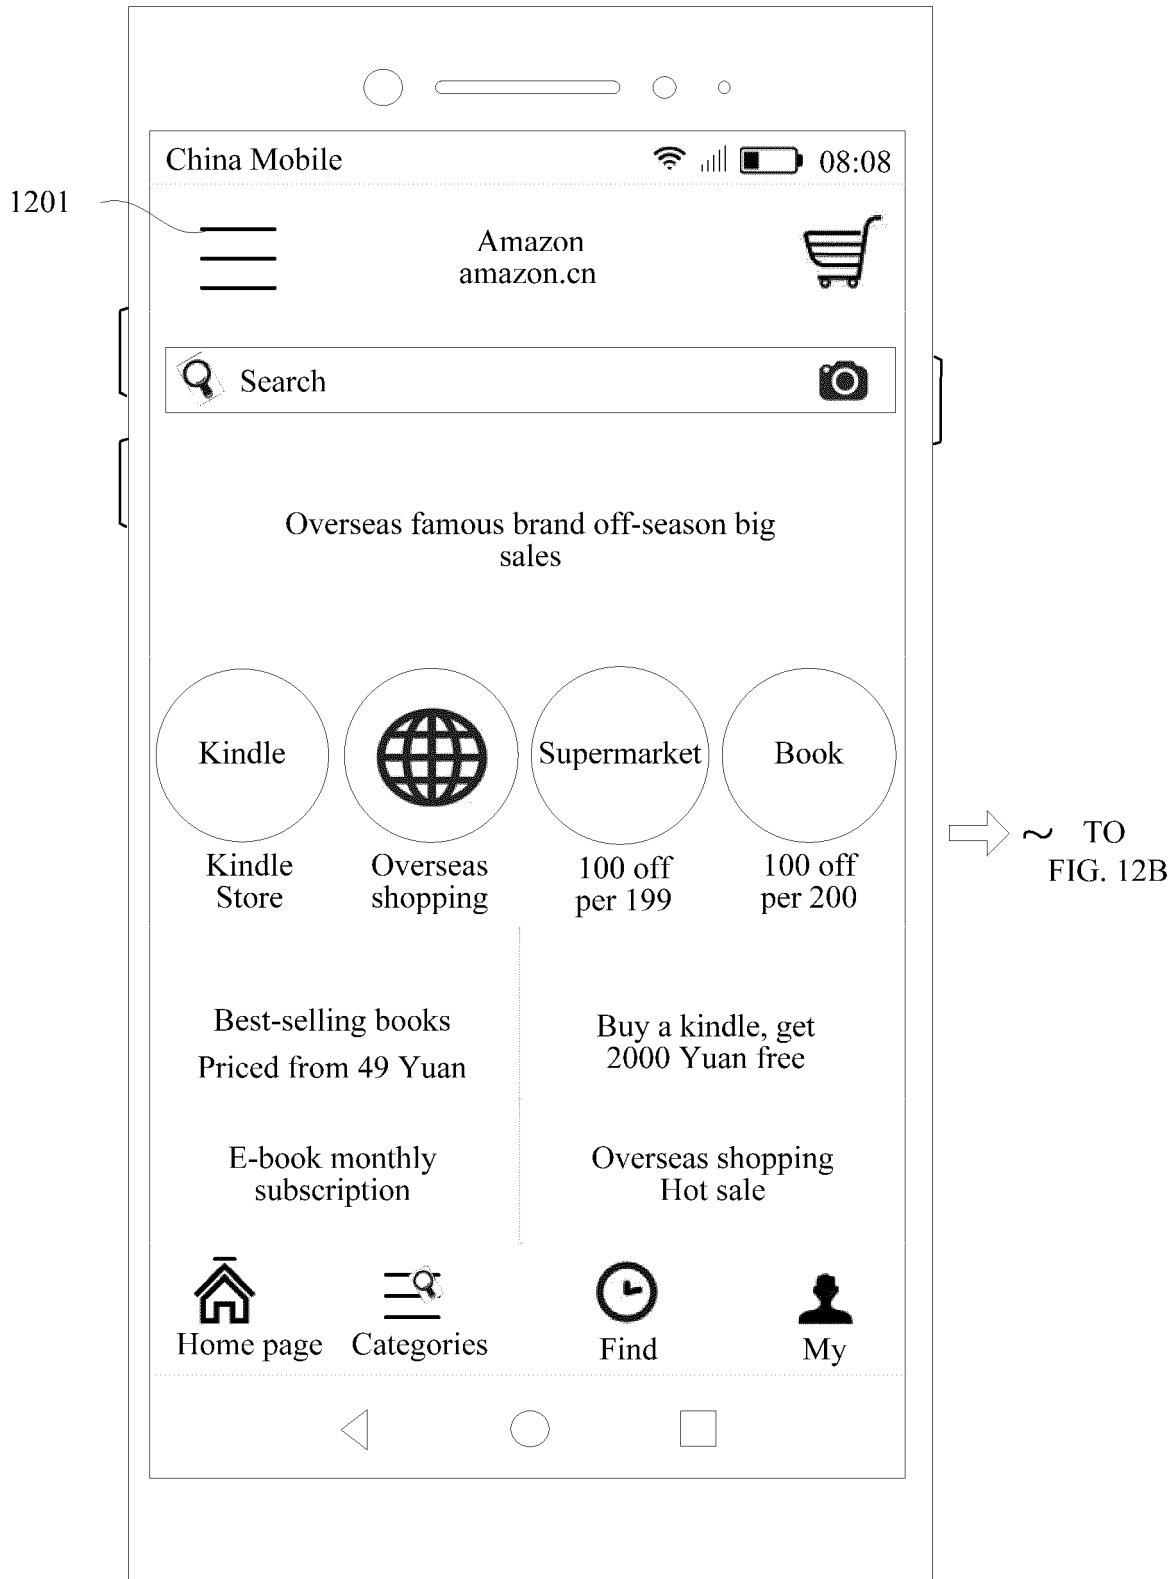 China Mobile 08:08
1201
Amazon
amazon.cn
Search
Overseas famous brand off-season big
sales
Kindle
Supermarket
Book
Kindle
Store
Overseas
shopping
100 off
per 199
100 off
per 200
~ TO
FIG. 12B
Best-selling books
Priced from 49 Yuan
Buy a kindle, get
2000 Yuan free
E-book monthly
subscription
Overseas shopping
Hot sale
Home page
Categories
Find
My